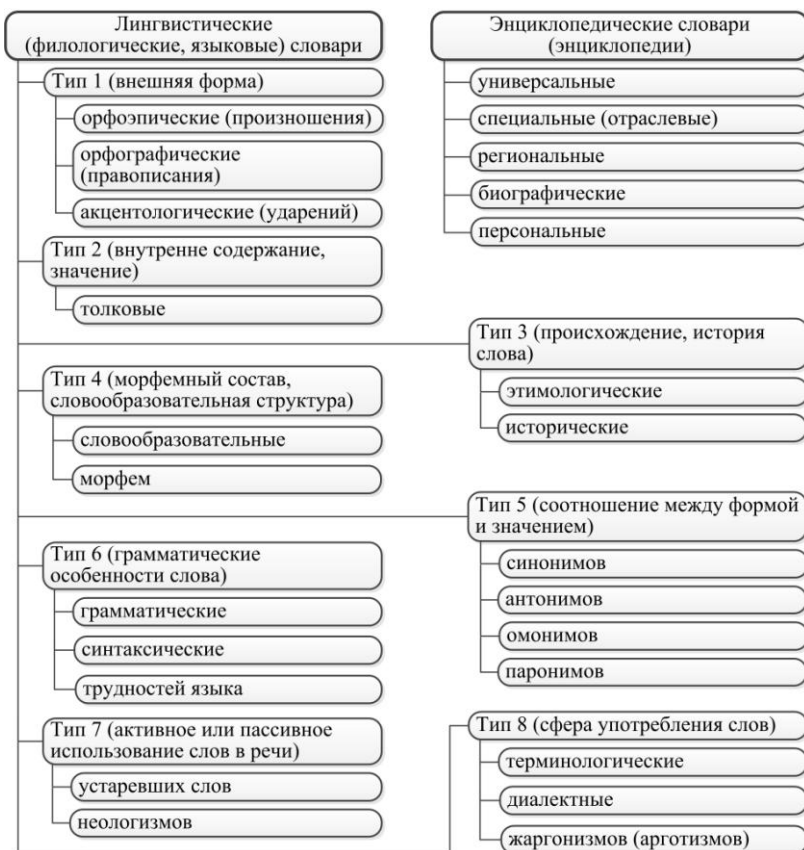 Лингвистические
(филологические, языковые) словари
Тип 1 (внешняя форма)
орфоэпические (произношения)
орфографические
(правописания)
акцентологические (ударений)
Тип 2 (внутренне содержание,
значение)
толковые
Энциклопедические словари
(энциклопедии)
универсальные
специальные (отраслевые)
региональные
биографические
персональные
Тип 3 (происхождение, история
слова)
этимологические
исторические
Тип 4 (морфемный состав,
словообразовательная структура)
словообразовательные
морфем
Тип 5 (соотношение между формой
и значением)
синонимов
антонимов
омонимов
паронимов
Тип 6 (грамматические
особенности слова)
грамматические
синтаксические
трудностей языка
Тип 7 (активное или пассивное
использование слов в речи)
устаревших слов
неологизмов
Тип 8 (сфера употребления слов)
терминологические
диалектные
жаргонизмов (арготизмов)